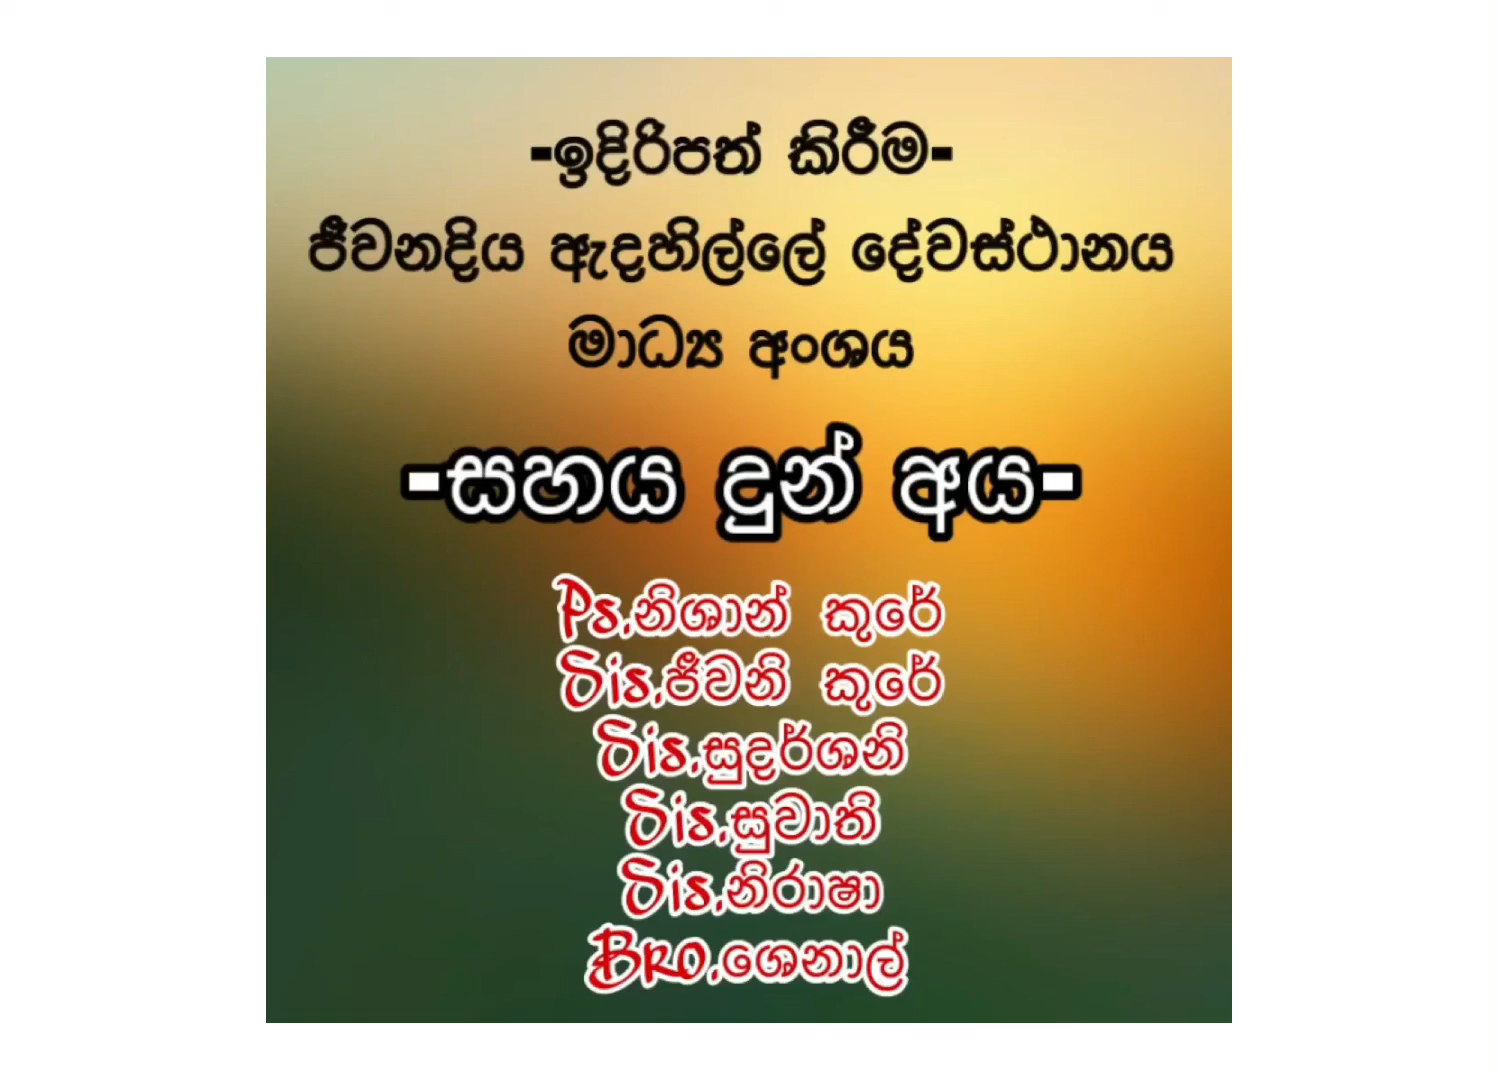 -ඉදිරිපත් කිරීම-
ජීවනදිය ඇදහිල්ලේ දේවස්ථානය
මාධ්‍ය අංශය
-සහය දුන් අය-
Ps.නිශාන් කුරේ
Sis.ජීවනි කුරේ
Sis.සුදර්ශනි
Sis.සුවාති
Sis.නිරාෂා
Bro.ශෙනාල්